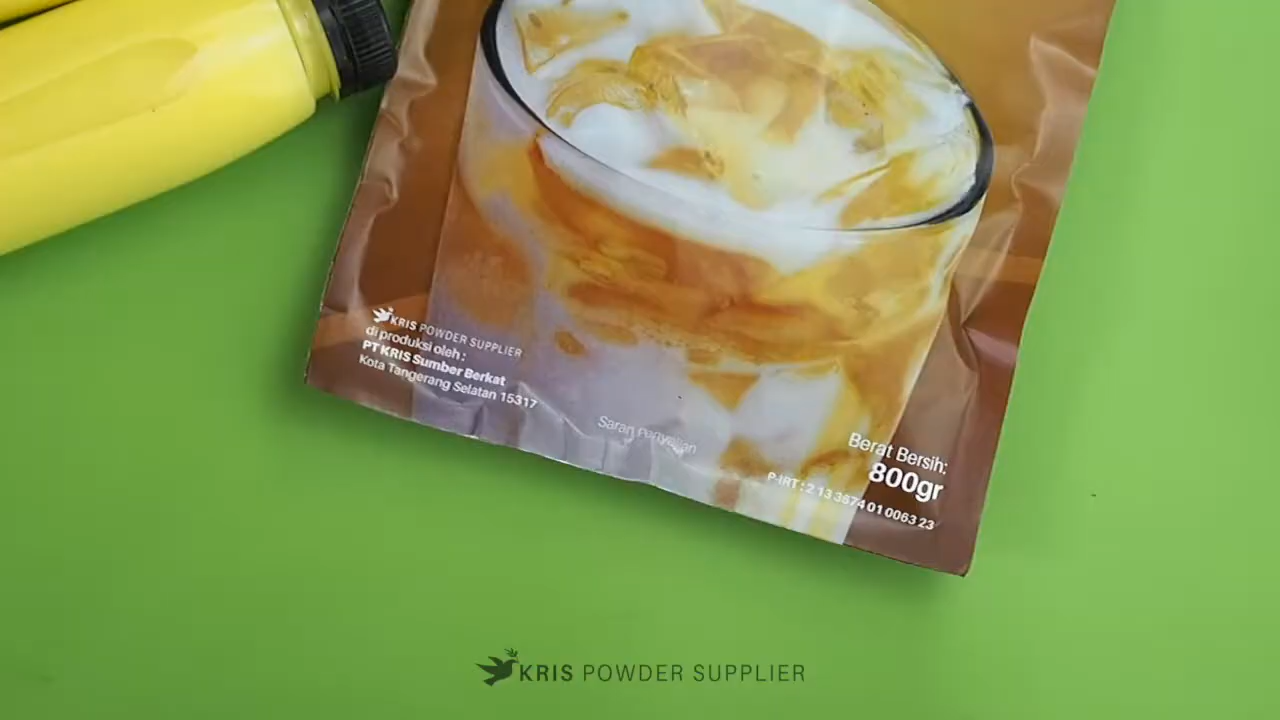 KRIS POWDER SUPPLIER
di produksi oleh :
PT KRIS Sumber Berkat
Kota Tangerang Selatan 15317
Saran Penyajian
Berat Bersih:
800gr
P-IRT : 2 13 3674 01 0063 23
KRIS POWDER SUPPLIER